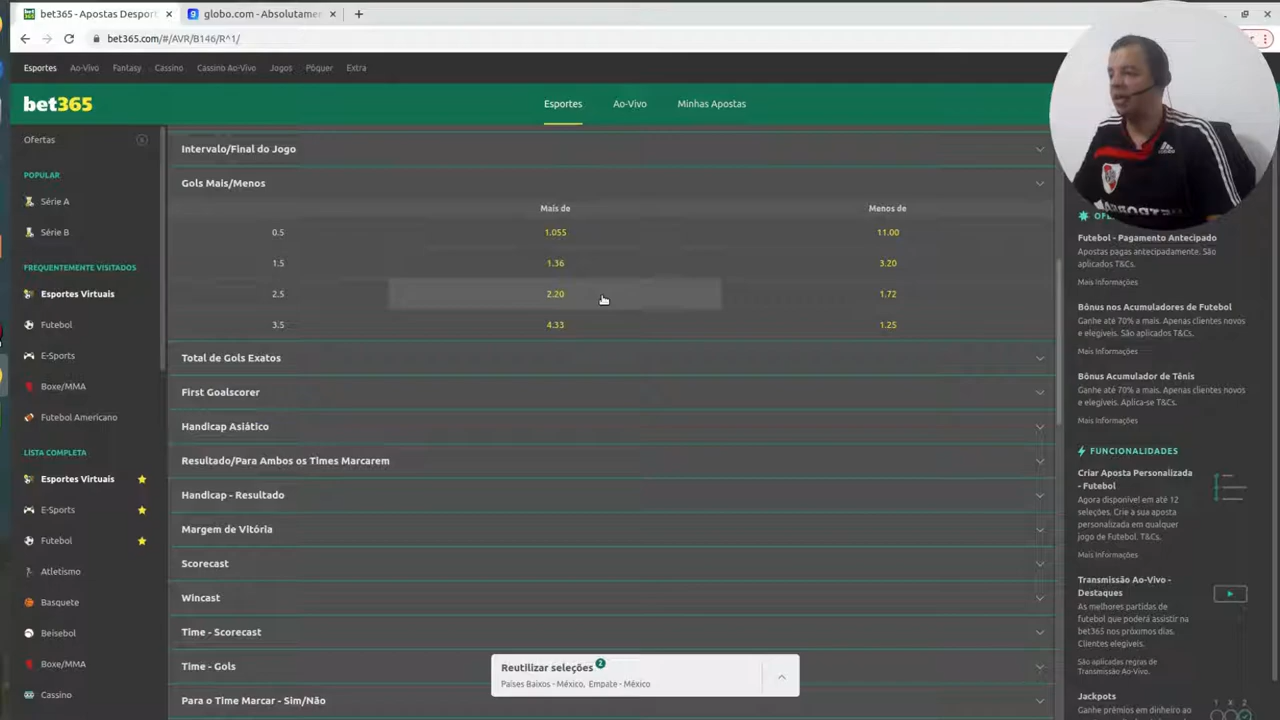 bet365 - Apostas Desport
globo.com - Absolutamen
bet365.com/#/AVR/B146/R^1/
Esportes
Ao-Vivo
Fantasy
Cassino
Cassino Ao-Vivo
Jogos
Pôquer
Extra
bet365
Esportes
Ao-Vivo
Minhas Apostas
Ofertas
POPULAR
Série A
Série B
FREQUENTEMENTE VISITADOS
Esportes Virtuais
Futebol
E-Sports
Boxe/MMA
Futebol Americano
LISTA COMPLETA
Esportes Virtuais
E-Sports
Futebol
Atletismo
Basquete
Beisebol
Boxe/MMA
Cassino
Intervalo/Final do Jogo
Gols Mais/Menos
Mais de
Menos de
0.5
1.055
11.00
1.5
1.36
3.20
2.5
2.20
1.72
3.5
4.33
1.25
Total de Gols Exatos
First Goalscorer
Handicap Asiático
Resultado/Para Ambos os Times Marcarem
Handicap - Resultado
Margem de Vitória
Scorecast
Wincast
Time - Scorecast
Time - Gols
Para o Time Marcar - Sim/Não
Reutilizar seleções 2
Países Baixos - México, Empate - México
Futebol - Pagamento Antecipado
Apostas pagas antecipadamente. São
aplicados T&Cs.
Mais Informações
Bônus nos Acumuladores de Futebol
Ganhe até 70% a mais. Apenas clientes novos
e elegíveis. São aplicados T&Cs.
Mais Informações
Bônus Acumulador de Tênis
Ganhe até 70% a mais. Apenas clientes novos
e elegíveis. Aplica-se T&Cs.
Mais Informações
FUNCIONALIDADES
Criar Aposta Personalizada
- Futebol
Agora disponível em até 12
seleções. Crie a sua aposta
personalizada em qualquer
jogo de Futebol. T&Cs.
Mais Informações
Transmissão Ao-Vivo -
Destaques
As melhores partidas de
futebol que poderá assistir na
bet365 nos próximos dias.
Clientes elegíveis.
São aplicadas regras de
Transmissão Ao-Vivo.
Jackpots
Ganhe prêmios em dinheiro ao
1 X 2